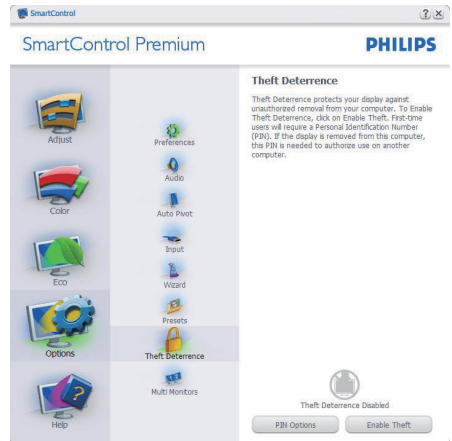 SmartControl
? X
SmartControl Premium
PHILIPS
Adjust
Color
Eco
Options
Help
Preferences
Audio
Auto Pivot
Input
Wizard
Presets
Theft Deterrence
Multi Monitors
Theft Deterrence
Theft Deterrence protects your display against
unauthorized removal from your computer. To Enable
Theft Deterrence, click on Enable Theft. First-time
users will require a Personal Identification Number
(PIN). If the display is removed from this computer,
this PIN is needed to authorize use on another
computer.
Theft Deterrence Disabled
PIN Options
Enable Theft